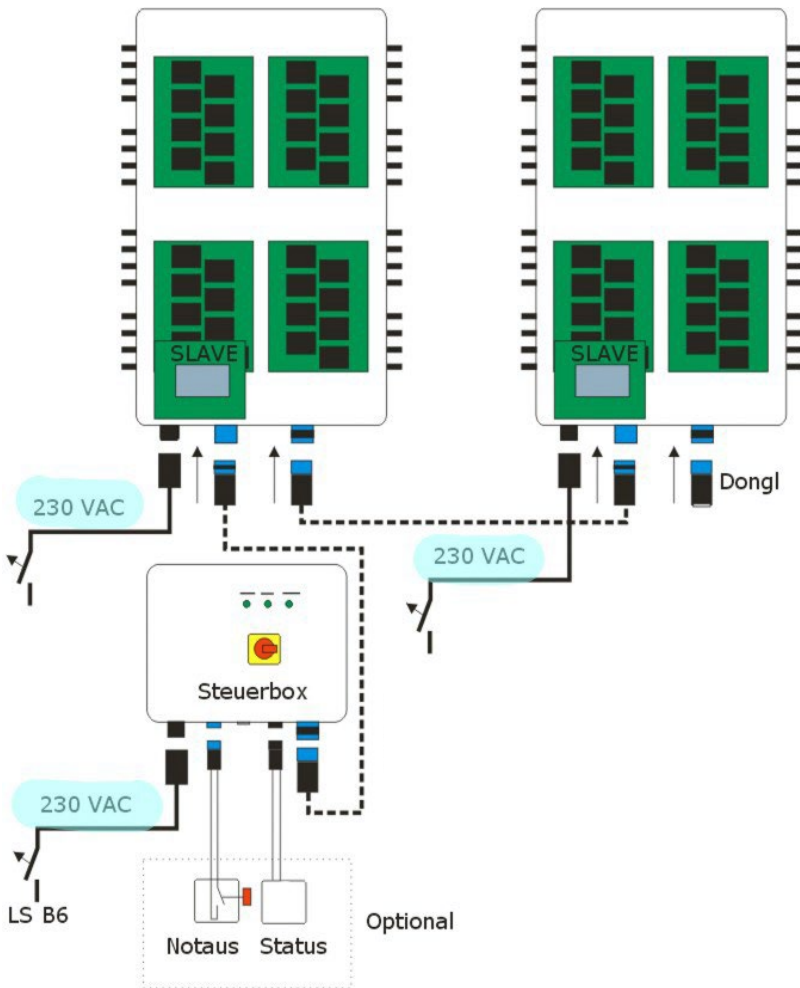 SLAVE
SLAVE
Dongl
230 VAC
230 VAC
Steuerbox
230 VAC
LS B6
Notaus
Status
Optional